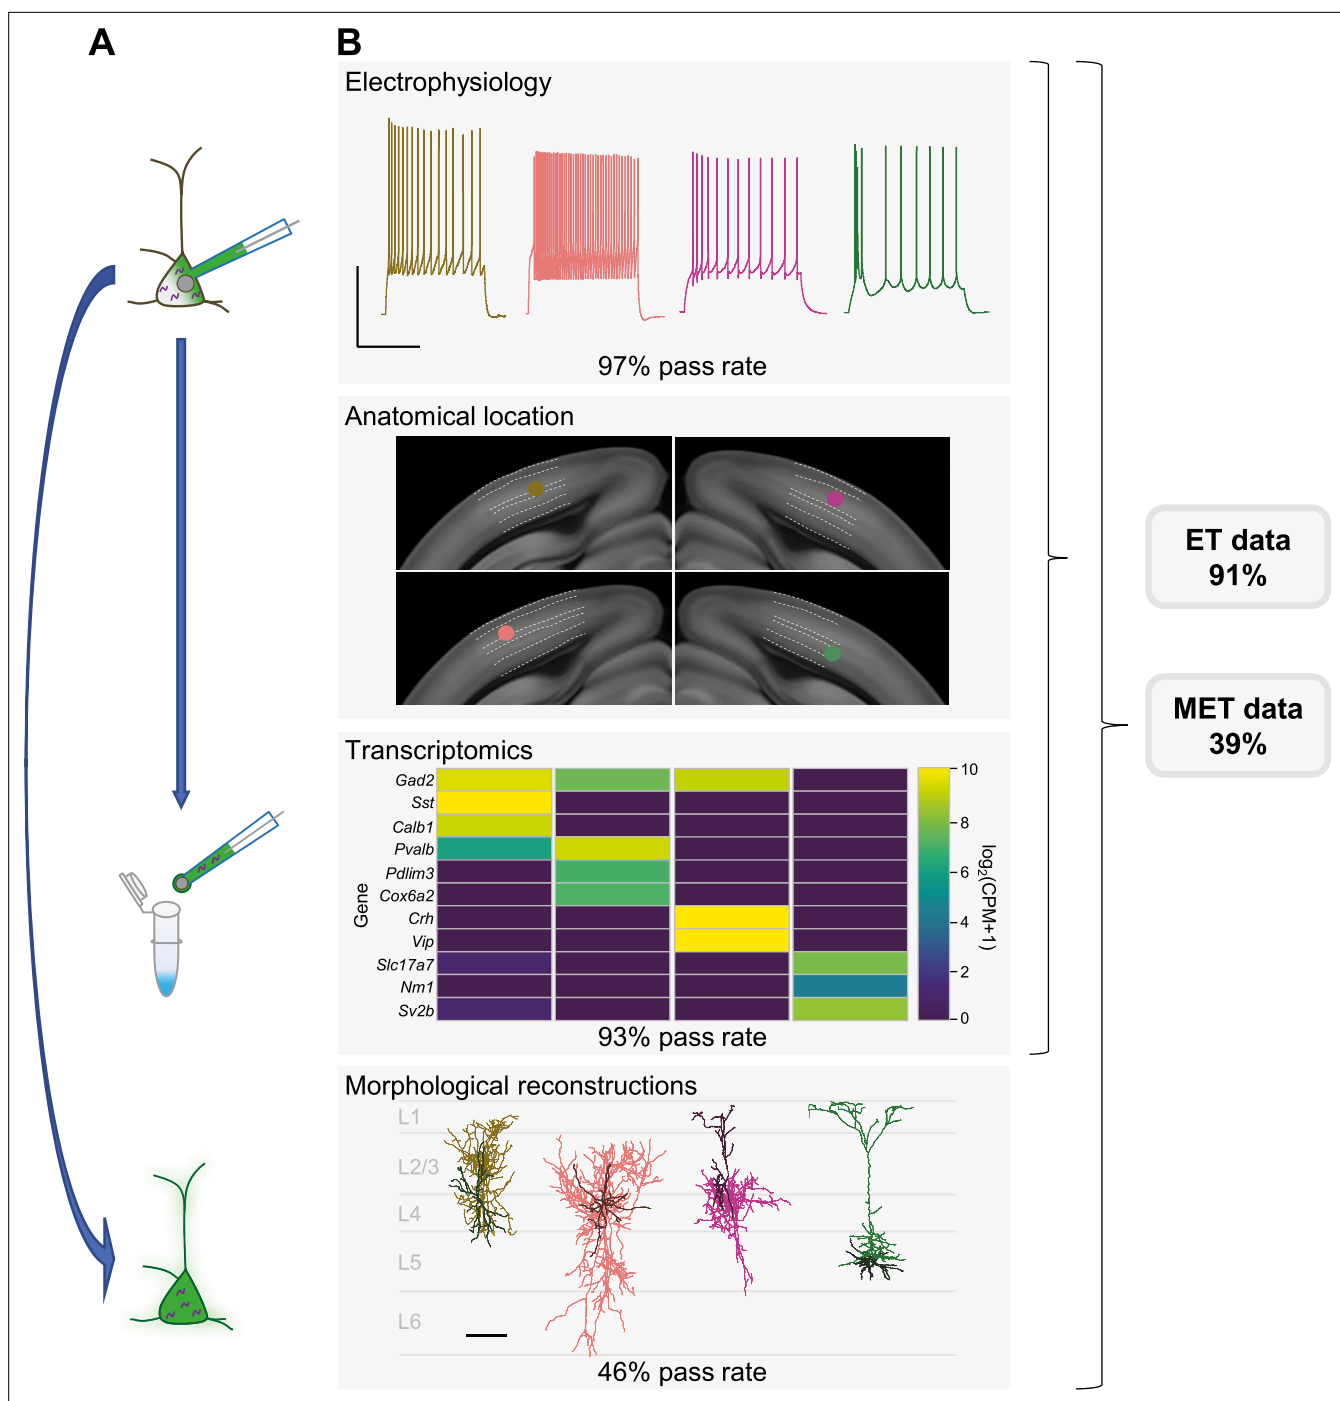 A
B
Electrophysiology
97% pass rate
Anatomical location
Transcriptomics
Gene
Gad2
Sst
Calb1
Pvalb
Pdlim3
Cox6a2
Crh
Vip
Slc17a7
Nm1
Sv2b
10
8
6
4
2
0
log2(CPM+1)
93% pass rate
Morphological reconstructions
L1
L2/3
L4
L5
L6
46% pass rate
ET data
91%
MET data
39%